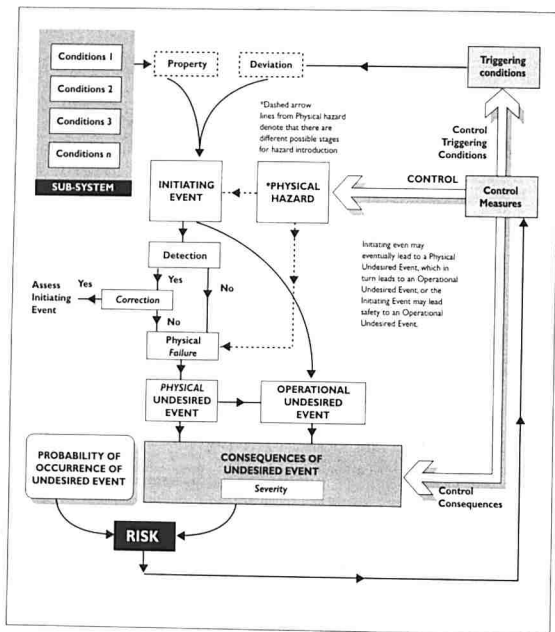 Conditions 1
Conditions 2
Conditions 3
Conditions n
SUB-SYSTEM
Property
Deviation
Triggering
conditions
*Dashed arrow
lines from Physical hazard
denote that there are
different possible stages
for hazard introduction
Control
Triggering
Conditions
INITIATING
EVENT
*PHYSICAL
HAZARD
CONTROL
Control
Measures
Detection
Yes
No
Assess
Initiating
Event
Yes
Correction
No
Physical
Failure
Initiating even may
eventually lead to a Physical
Undesired Event, which in
turn leads to an Operational
Undesired Event, or the
Initiating Event may lead
safety to an Operational
Undesired Event.
PHYSICAL
UNDESIRED
EVENT
OPERATIONAL
UNDESIRED
EVENT
PROBABILITY OF
OCCURRENCE OF
UNDESIRED EVENT
CONSEQUENCES OF
UNDESIRED EVENT
Severity
Control
Consequences
RISK